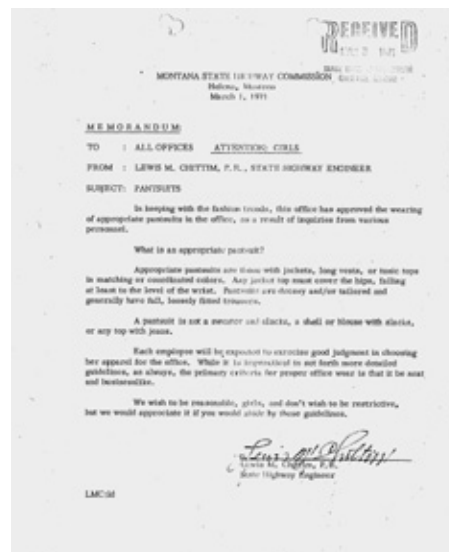 RECEIVED
MONTANA STATE HIGHWAY COMMISSION
Helena, Montana
March 1, 1971
MEMORANDUM:
TO : ALL OFFICES ATTENTION: GIRLS
FROM : LEWIS M. CHITTIM, P.E., STATE HIGHWAY ENGINEER
SUBJECT: PANTSUITS
In keeping with the fashion trends, this office has approved the wearing
of appropriate pantsuits in the office, as a result of inquiries from various
personnel.
What is an appropriate pantsuit?
Appropriate pantsuits are those with jackets, long vests, or tunic tops
in matching or coordinated colors. Any jacket top must cover the hips, falling
at least to the level of the wrist. Pantsuits are dressy and/or tailored and
generally have full, loosely fitted trousers.
A pantsuit is not a sweater and slacks, a shell or blouse with slacks,
or any top with jeans.
Each employee will be expected to exercise good judgment in choosing
her apparel for the office. While it is impractical to set forth more detailed
guidelines, as always, the primary criteria for proper office wear is that it be neat
and businesslike.
We wish to be reasonable, girls, and don't wish to be restrictive,
but we would appreciate it if you would abide by these guidelines.
Lewis M. Chittim
Lewis M. Chittim, P.E.
State Highway Engineer